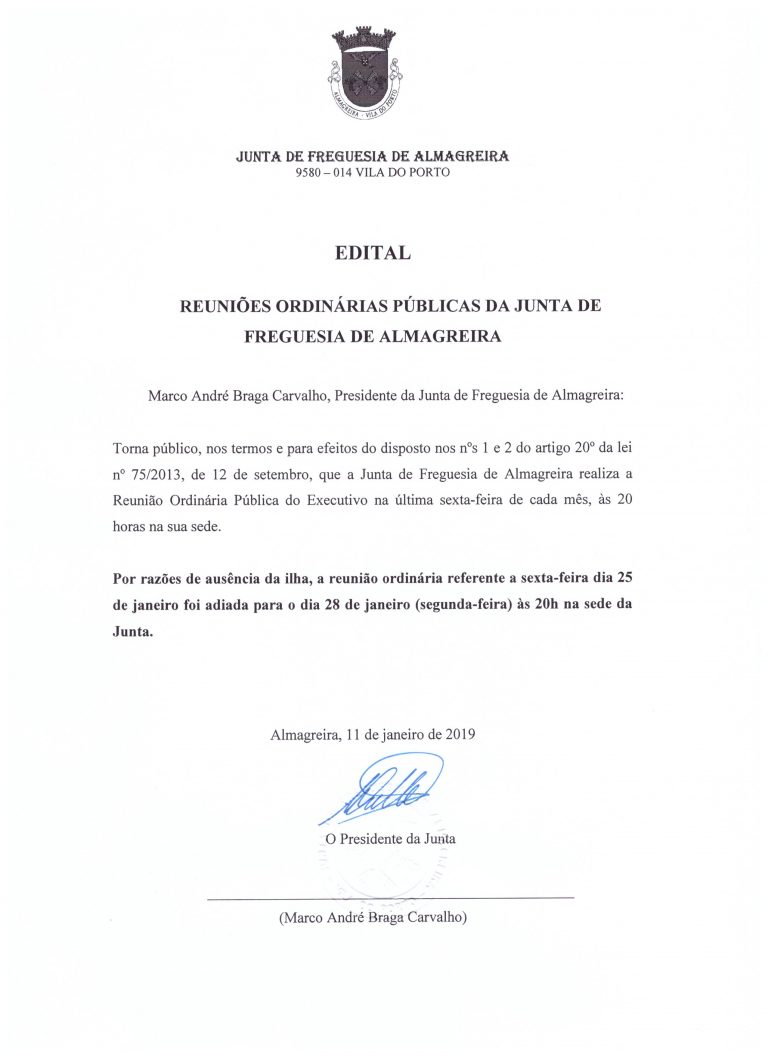 ALMAGREIRA - VILA DO PORTO
JUNTA DE FREGUESIA DE ALMAGREIRA
9580 – 014 VILA DO PORTO
EDITAL
REUNIÕES ORDINÁRIAS PÚBLICAS DA JUNTA DE
FREGUESIA DE ALMAGREIRA
Marco André Braga Carvalho, Presidente da Junta de Freguesia de Almagreira:
Torna público, nos termos e para efeitos do disposto nos nºs 1 e 2 do artigo 20º da lei
nº 75/2013, de 12 de setembro, que a Junta de Freguesia de Almagreira realiza a
Reunião Ordinária Pública do Executivo na última sexta-feira de cada mês, às 20
horas na sua sede.
Por razões de ausência da ilha, a reunião ordinária referente a sexta-feira dia 25
de janeiro foi adiada para o dia 28 de janeiro (segunda-feira) às 20h na sede da
Junta.
Almagreira, 11 de janeiro de 2019
O Presidente da Junta
(Marco André Braga Carvalho)